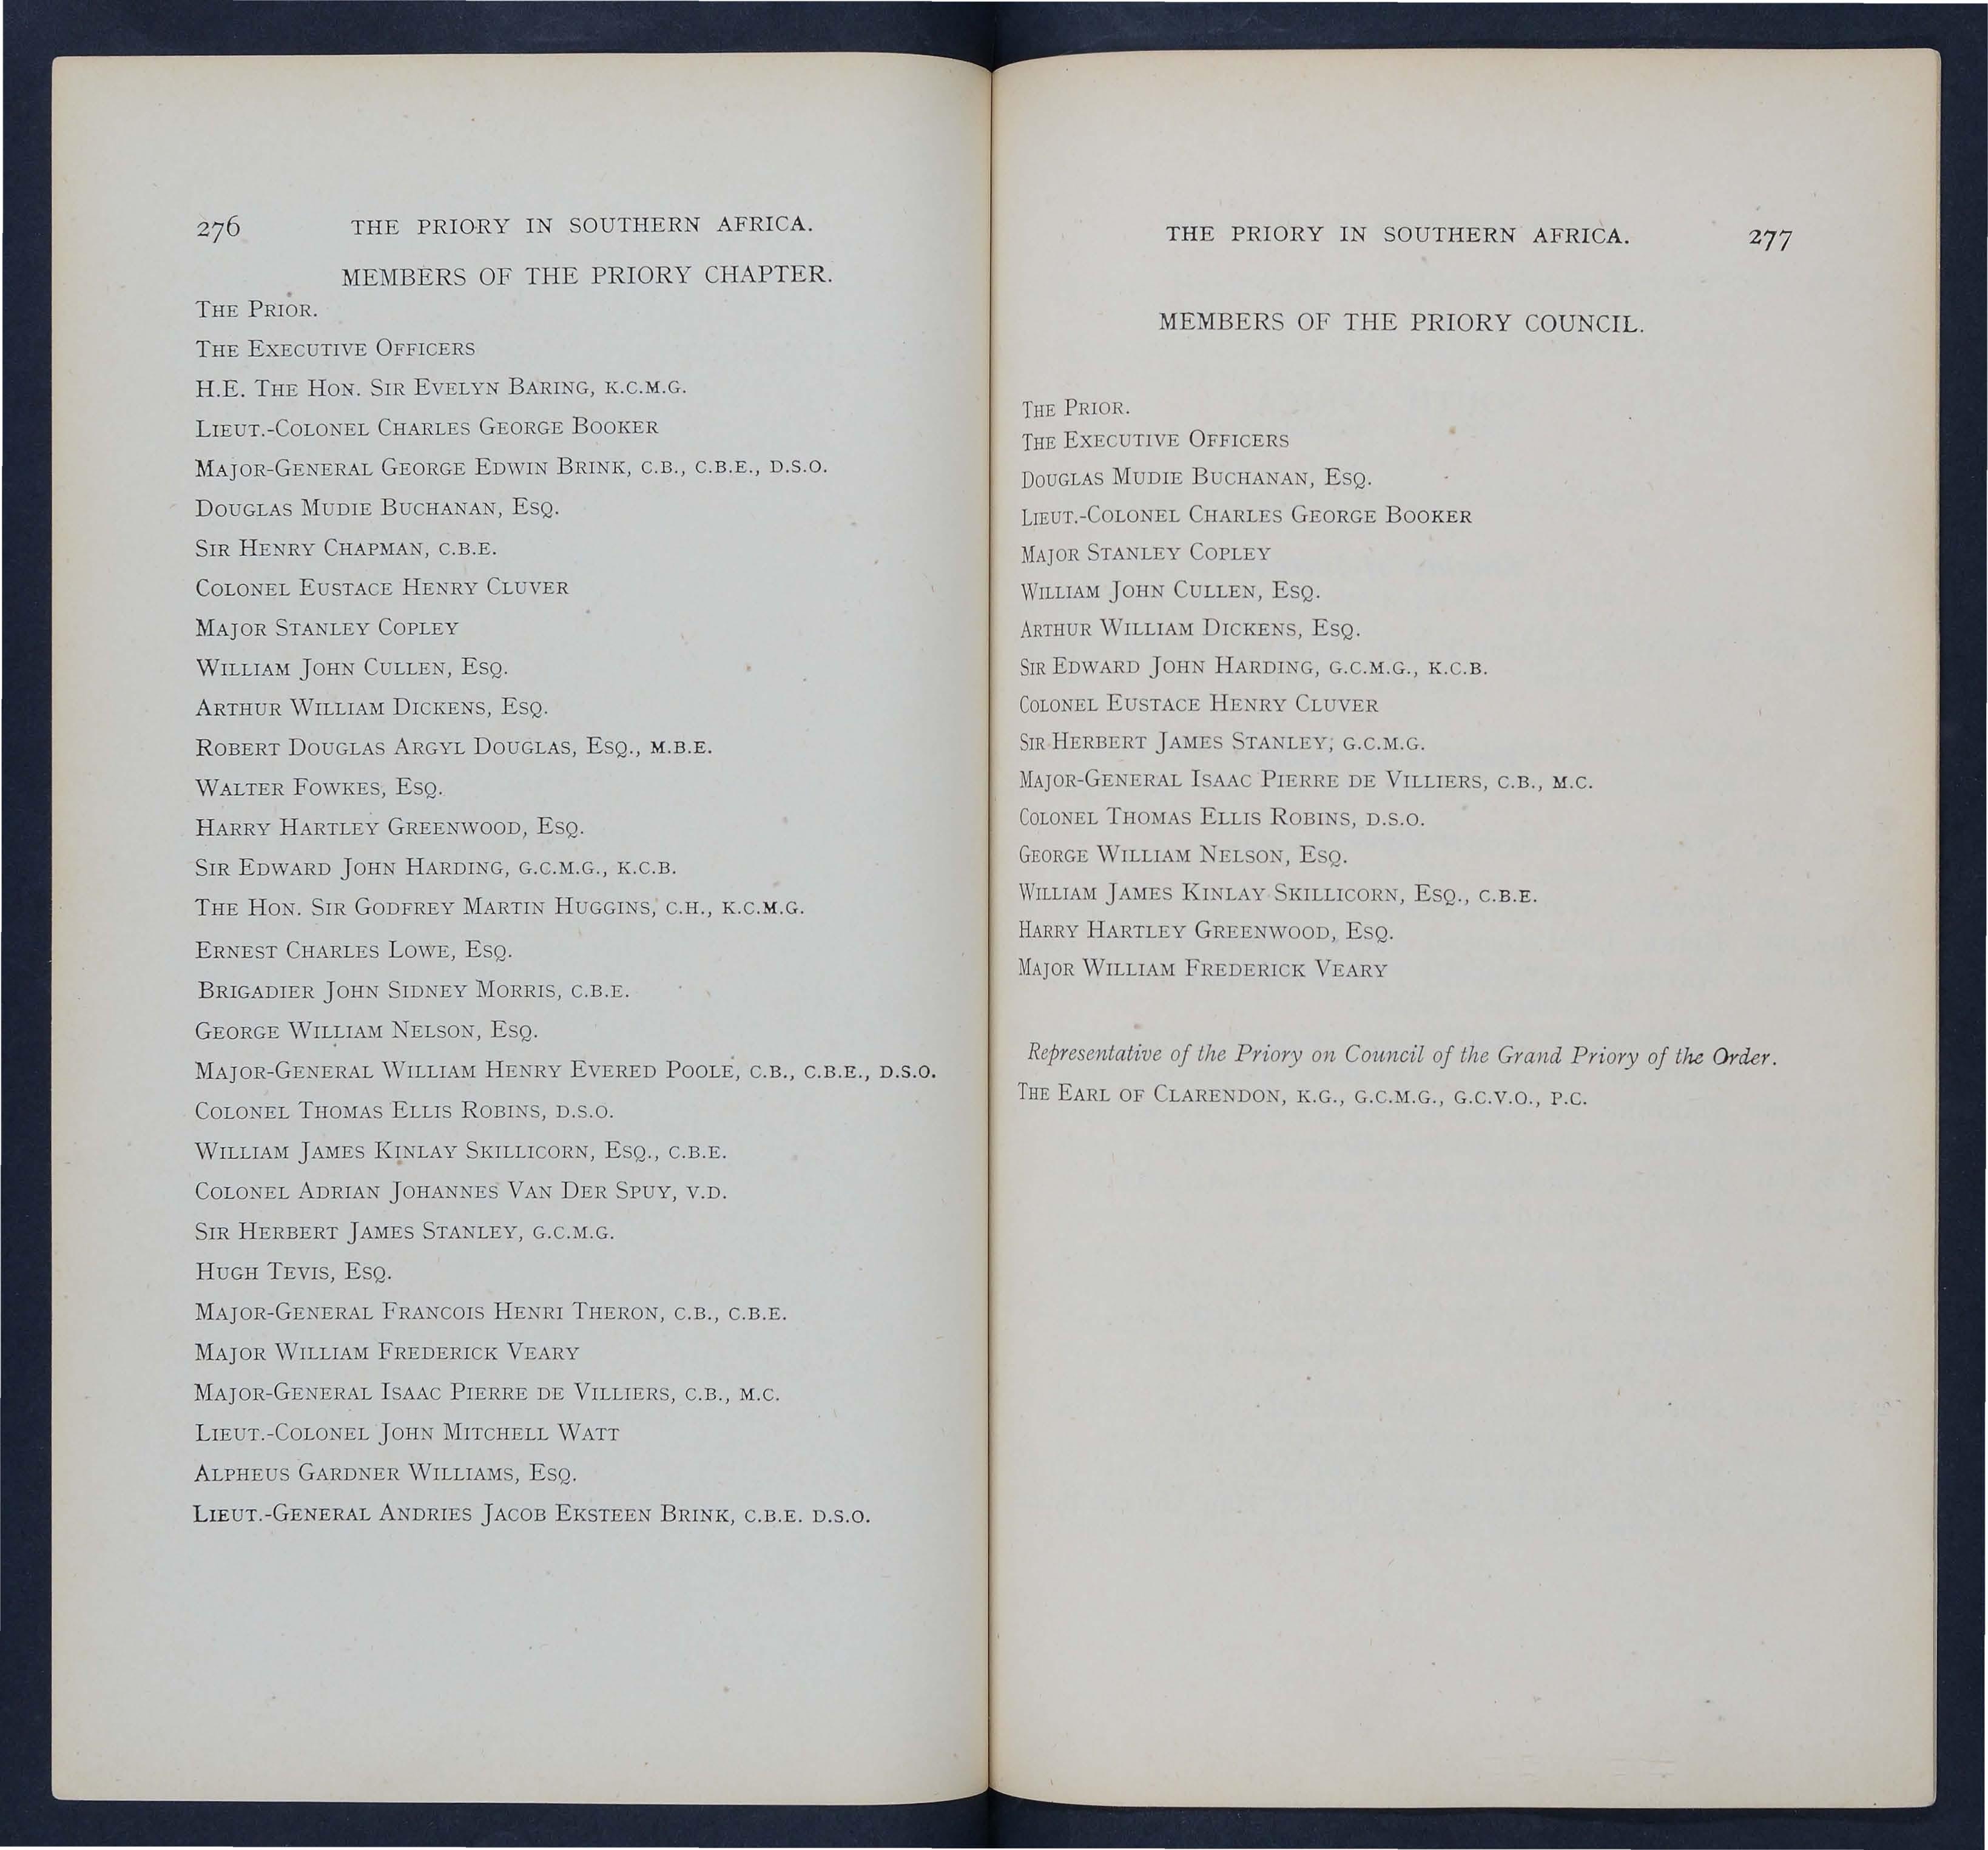 276 THE PRIORY IN SOUTHERN AFRICA.
MEMBERS OF THE PRIORY CHAPTER.
THE PRIOR.
THE EXECUTIVE OFFICERS
H.E. THE HON. SIR EVELYN BARING, K.C.M.G.
LIEUT.-COLONEL CHARLES GEORGE BOOKER
MAJOR-GENERAL GEORGE EDWIN BRINK, C.B., C.B.E., D.S.O.
DOUGLAS MUDIE BUCHANAN, ESQ.
SIR HENRY CHAPMAN, C.B.E.
COLONEL EUSTACE HENRY CLUVER
MAJOR STANLEY COPLEY
WILLIAM JOHN CULLEN, ESQ.
ARTHUR WILLIAM DICKENS, ESQ.
ROBERT DOUGLAS ARGYL DOUGLAS, ESQ., M.B.E.
WALTER FOWKES, ESQ.
HARRY HARTLEY GREENWOOD, ESQ.
SIR EDWARD JOHN HARDING, G.C.M.G., K.C.B.
THE HON. SIR GODFREY MARTIN HUGGINS, C.H., K.C.M.G.
ERNEST CHARLES LOWE, ESQ.
BRIGADIER JOHN SIDNEY MORRIS, C.B.E.
GEORGE WILLIAM NELSON, ESQ.
MAJOR-GENERAL WILLIAM HENRY EVERED POOLE, C.B., C.B.E., D.S.O.
COLONEL THOMAS ELLIS ROBINS, D.S.O.
WILLIAM JAMES KINLAY SKILLICORN, ESQ., C.B.E.
COLONEL ADRIAN JOHANNES VAN DER SPUY, V.D.
SIR HERBERT JAMES STANLEY, G.C.M.G.
HUGH TEVIS, ESQ.
MAJOR-GENERAL FRANCOIS HENRI THERON, C.B., C.B.E.
MAJOR WILLIAM FREDERICK VEARY
MAJOR-GENERAL ISAAC PIERRE DE VILLIERS, C.B., M.C.
LIEUT.-COLONEL JOHN MITCHELL WATT
ALPHEUS GARDNER WILLIAMS, ESQ.
LIEUT.-GENERAL ANDRIES JACOB EKSTEEN BRINK, C.B.E. D.S.O.
THE PRIORY IN SOUTHERN AFRICA. 277
MEMBERS OF THE PRIORY COUNCIL.
THE PRIOR.
THE EXECUTIVE OFFICERS
DOUGLAS MUDIE BUCHANAN, ESQ.
LIEUT.-COLONEL CHARLES GEORGE BOOKER
MAJOR STANLEY COPLEY
WILLIAM JOHN CULLEN, ESQ.
ARTHUR WILLIAM DICKENS, ESQ.
SIR EDWARD JOHN HARDING, G.C.M.G., K.C.B.
COLONEL EUSTACE HENRY CLUVER
SIR HERBERT JAMES STANLEY, G.C.M.G.
MAJOR-GENERAL ISAAC PIERRE DE VILLIERS, C.B., M.C.
COLONEL THOMAS ELLIS ROBINS, D.S.O.
GEORGE WILLIAM NELSON, ESQ.
WILLIAM JAMES KINLAY SKILLICORN, ESQ., C.B.E.
HARRY HARTLEY GREENWOOD, ESQ.
MAJOR WILLIAM FREDERICK VEARY
Representative of the Priory on Council of the Grand Priory of the Order.
THE EARL OF CLARENDON, K.G., G.C.M.G., G.C.V.O., P.C.